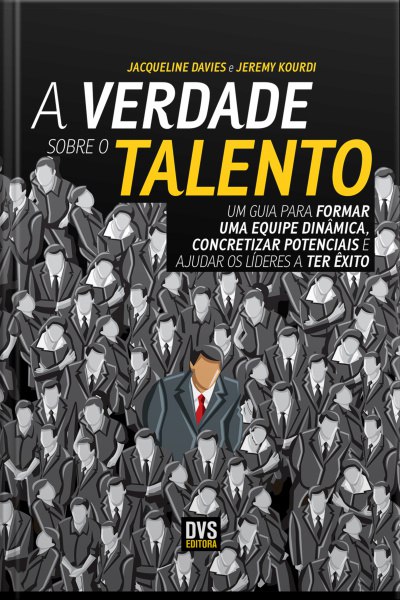 JACQUELINE DAVIES e JEREMY KOURDI
A VERDADE
SOBRE O TALENTO
UM GUIA PARA FORMAR
UMA EQUIPE DINÂMICA,
CONCRETIZAR POTENCIAIS E
AJUDAR OS LÍDERES A TER ÊXITO
DVS
EDITORA